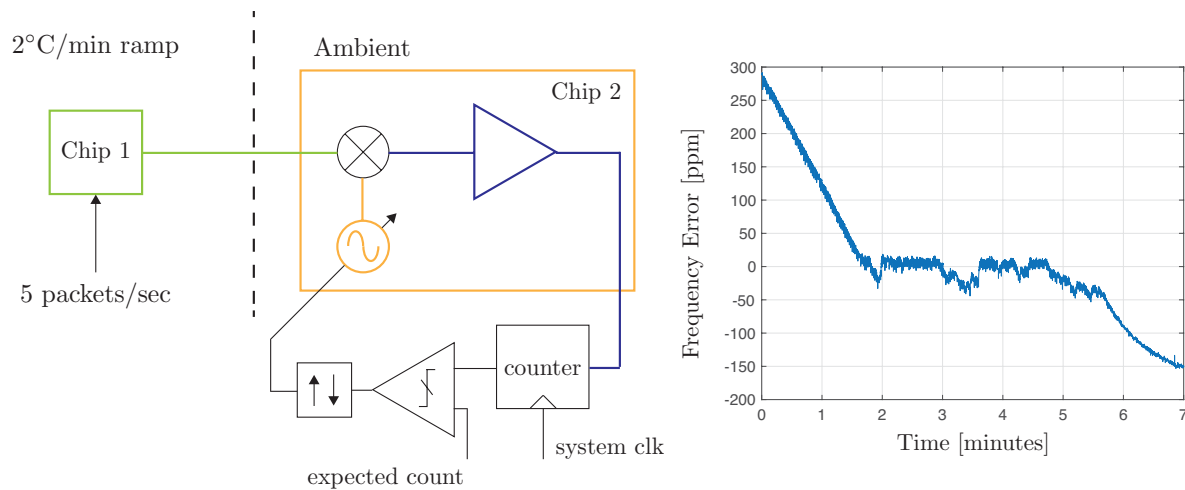 2°C/min ramp
Chip 1
5 packets/sec
Ambient
Chip 2
counter
system clk
expected count
Frequency Error [ppm]
300
250
200
150
100
50
0
-50
-100
-150
-200
0 1 2 3 4 5 6 7
Time [minutes]